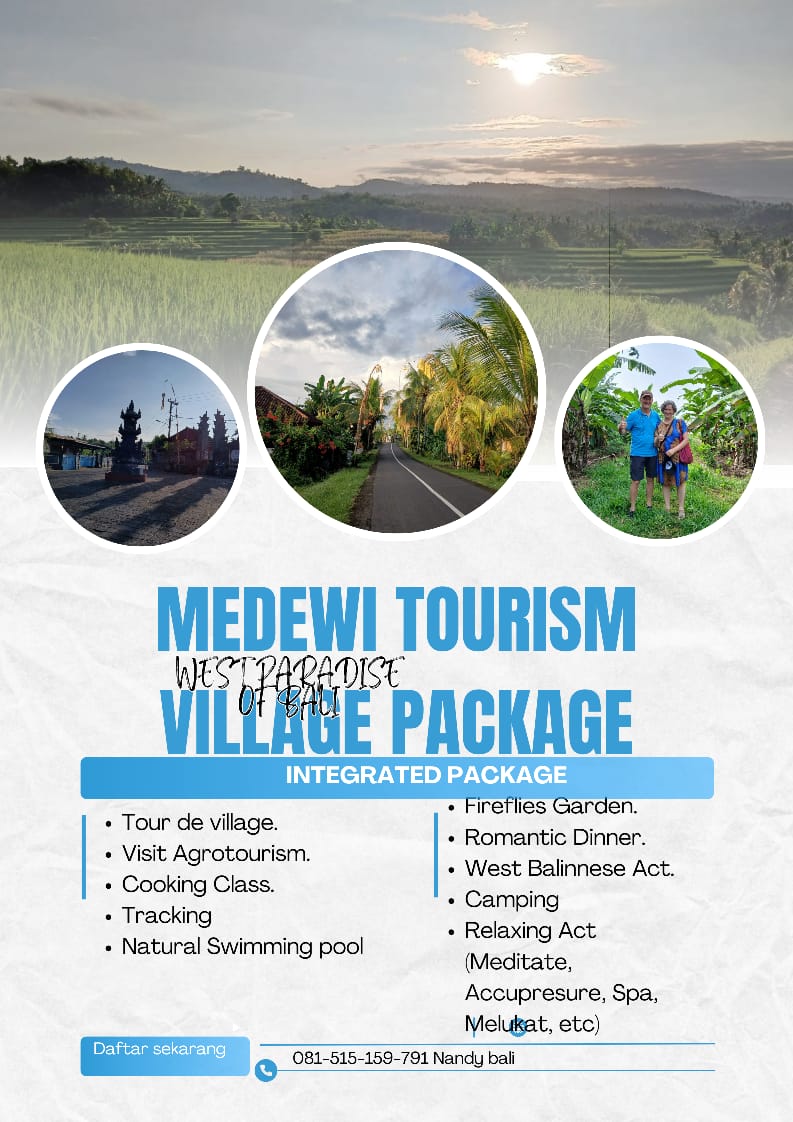 MEDEWI TOURISM
WEST PARADISE
OF BALI
VILLAGE PACKAGE
INTEGRATED PACKAGE
• Tour de village.
• Visit Agrotourism.
• Cooking Class.
• Tracking
• Natural Swimming pool
• Fireflies Garden.
• Romantic Dinner.
• West Balinnese Act.
• Camping
• Relaxing Act
(Meditate,
Accupresure, Spa,
Melukat, etc)
Daftar sekarang
081-515-159-791 Nandy bali